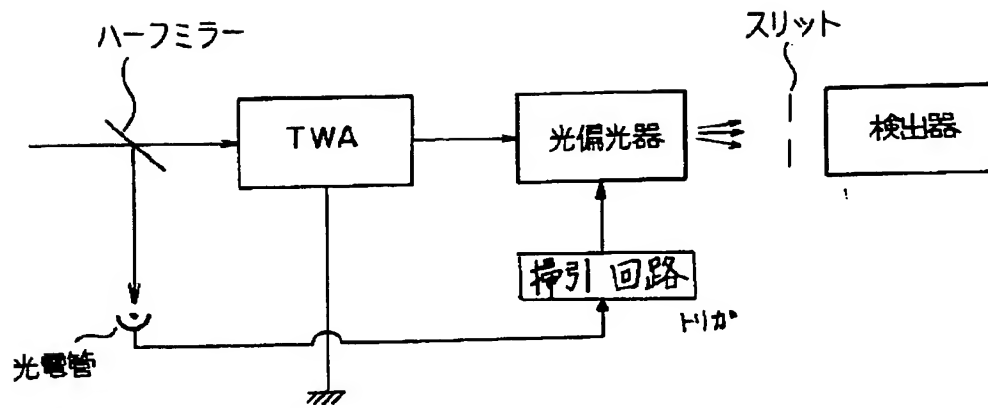 ハーフミラー
スリット
TWA
光偏光器
検出器
掃引回路
トリガ
光電管